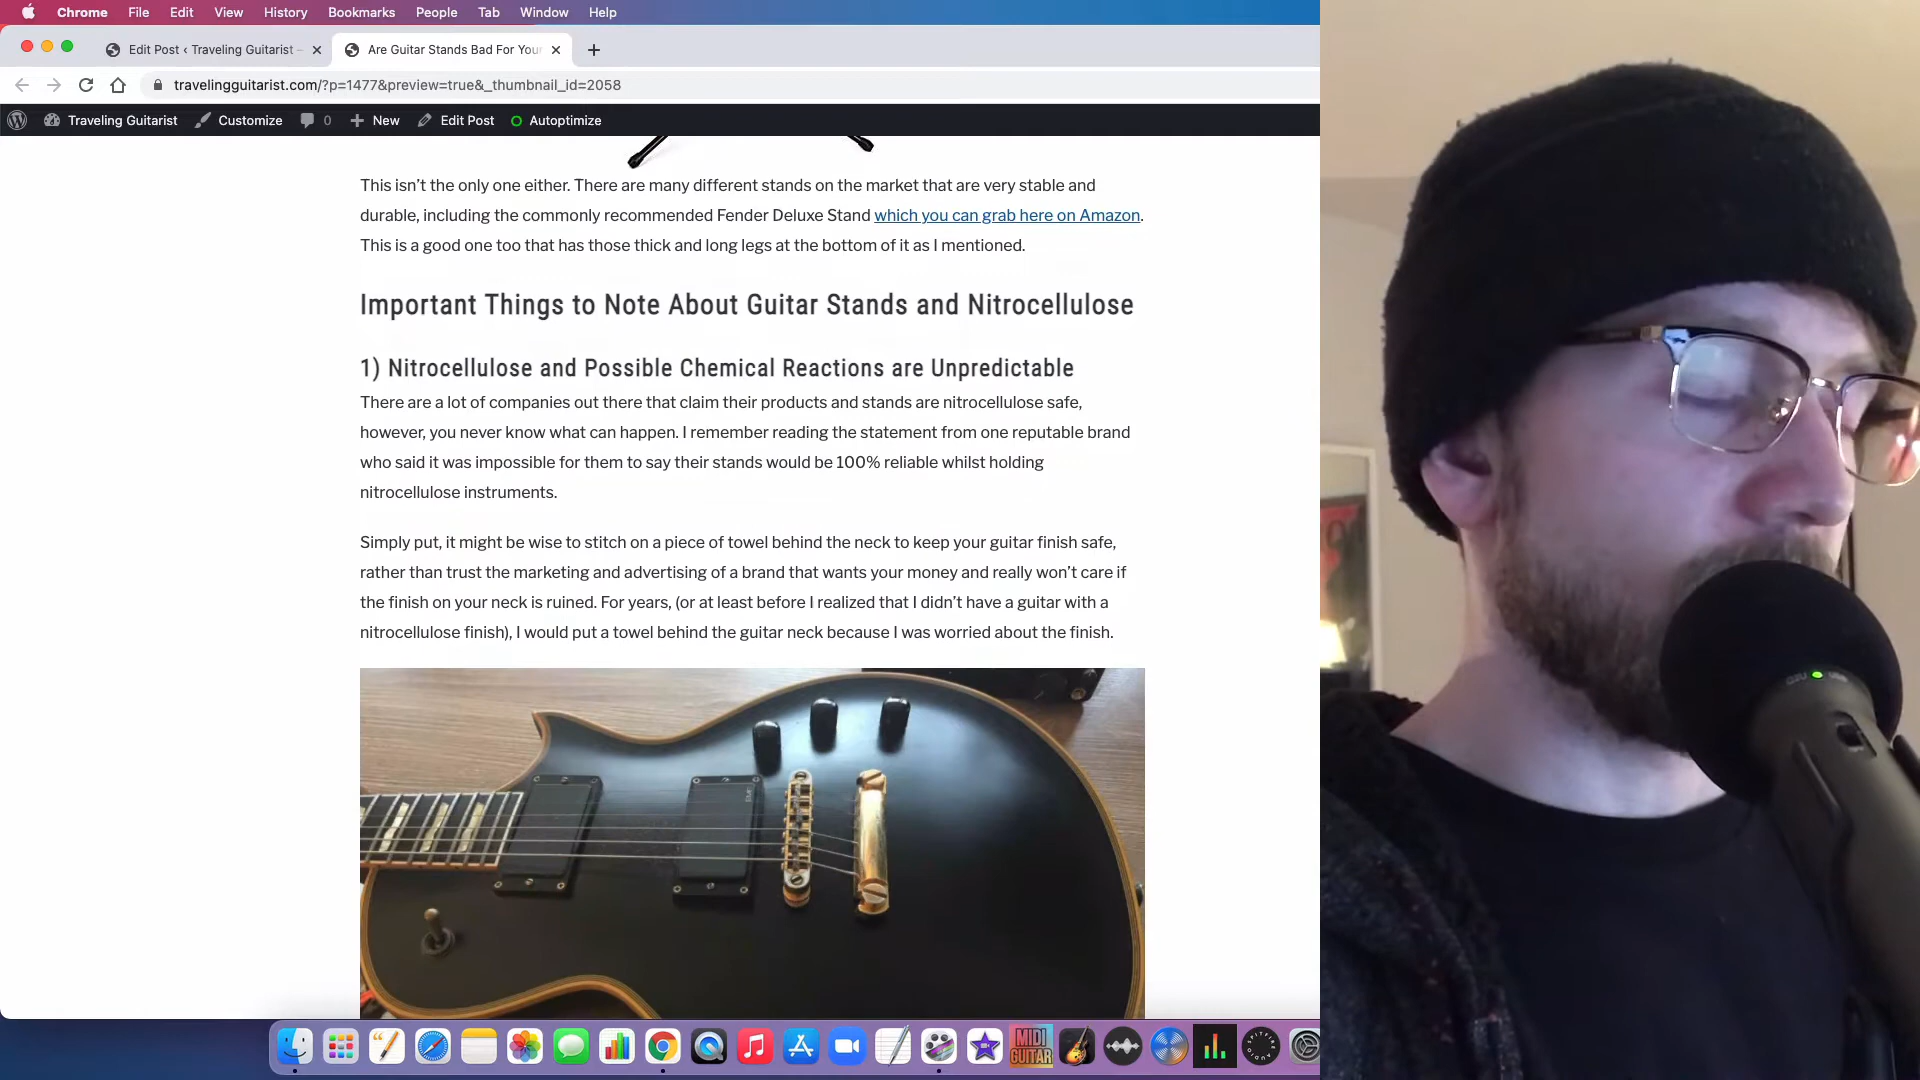 Chrome File Edit View History Bookmarks People Tab Window Help
Edit Post ‹ Traveling Guitarist –
Are Guitar Stands Bad For Your
travelingguitarist.com/?p=1477&preview=true&_thumbnail_id=2058
Traveling Guitarist Customize 0 New Edit Post Autoptimize
This isn’t the only one either. There are many different stands on the market that are very stable and
durable, including the commonly recommended Fender Deluxe Stand which you can grab here on Amazon.
This is a good one too that has those thick and long legs at the bottom of it as I mentioned.
Important Things to Note About Guitar Stands and Nitrocellulose
1) Nitrocellulose and Possible Chemical Reactions are Unpredictable
There are a lot of companies out there that claim their products and stands are nitrocellulose safe,
however, you never know what can happen. I remember reading the statement from one reputable brand
who said it was impossible for them to say their stands would be 100% reliable whilst holding
nitrocellulose instruments.
Simply put, it might be wise to stitch on a piece of towel behind the neck to keep your guitar finish safe,
rather than trust the marketing and advertising of a brand that wants your money and really won’t care if
the finish on your neck is ruined. For years, (or at least before I realized that I didn’t have a guitar with a
nitrocellulose finish), I would put a towel behind the guitar neck because I was worried about the finish.
MIDI
GUITAR
SPITFIRE
AUDIO